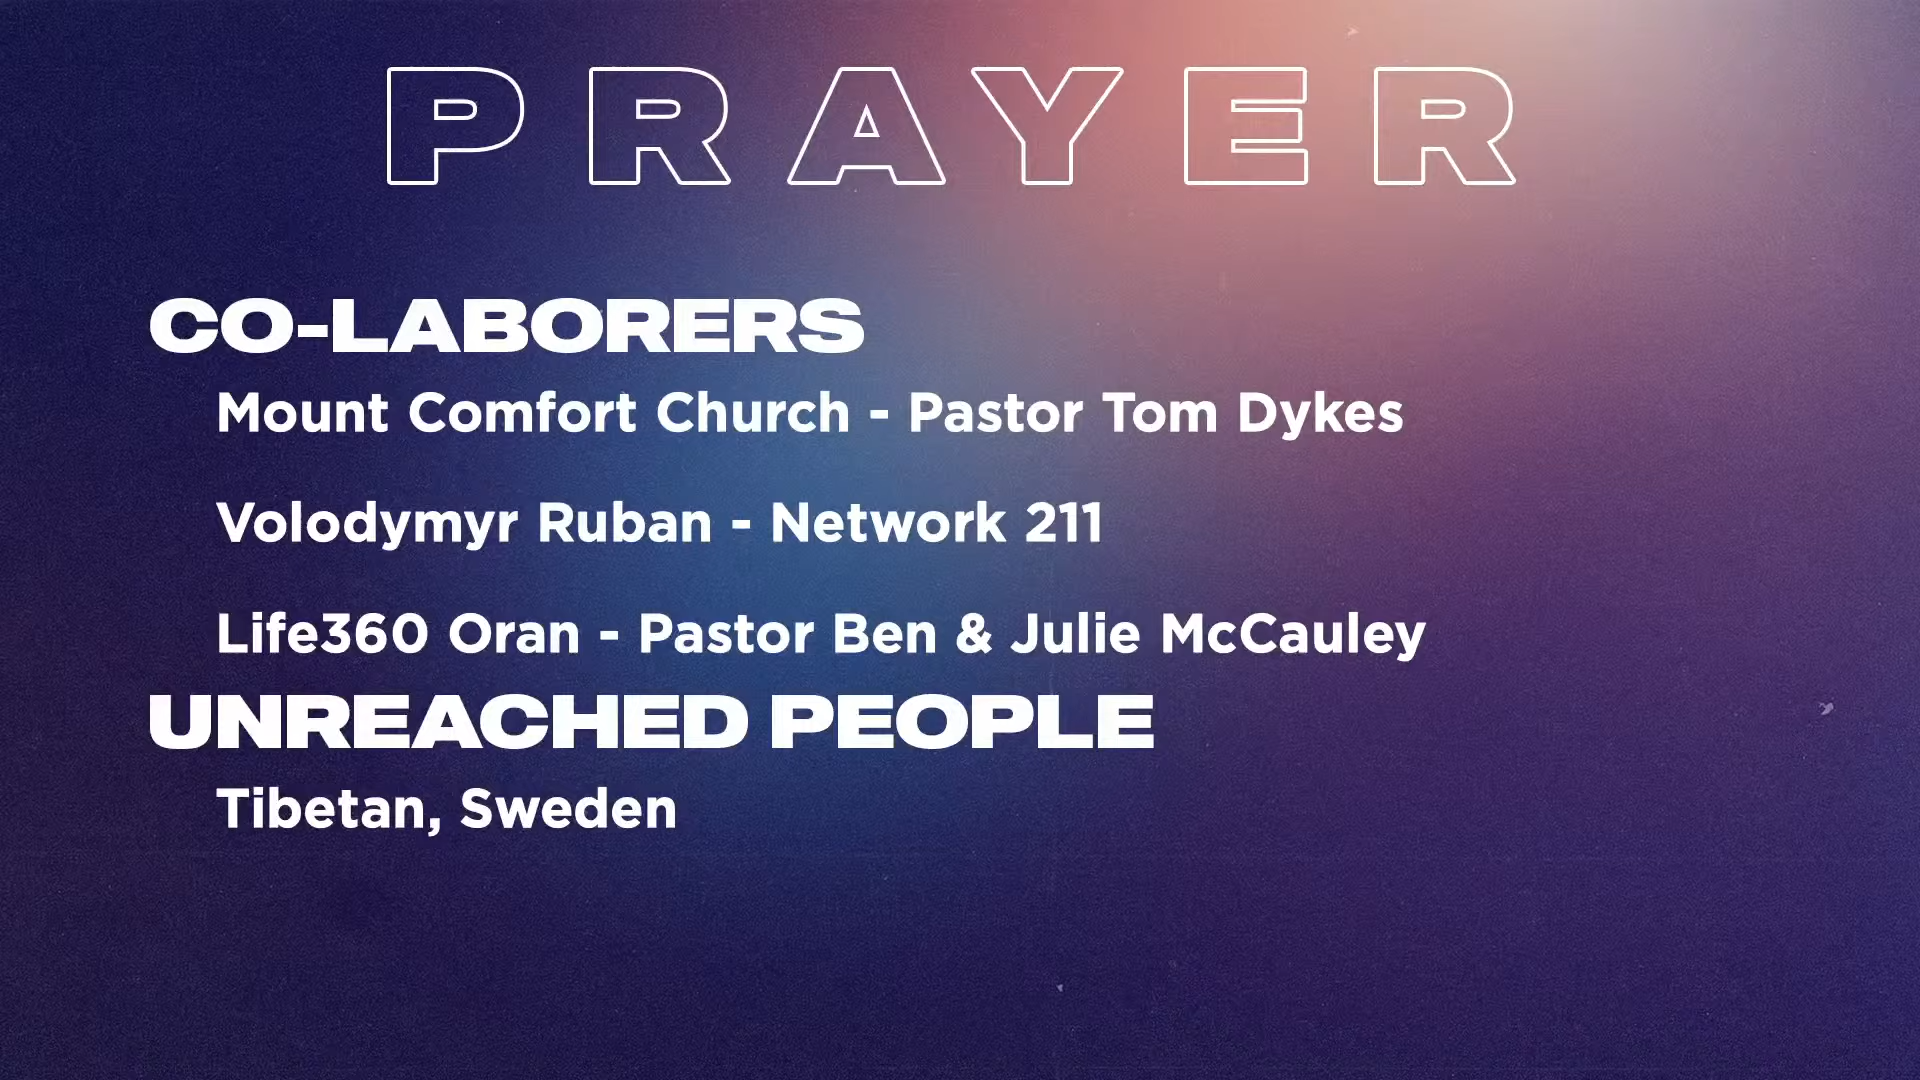 PRAYER
CO-LABORERS
Mount Comfort Church - Pastor Tom Dykes
Volodymyr Ruban - Network 211
Life360 Oran - Pastor Ben & Julie McCauley
UNREACHED PEOPLE
Tibetan, Sweden